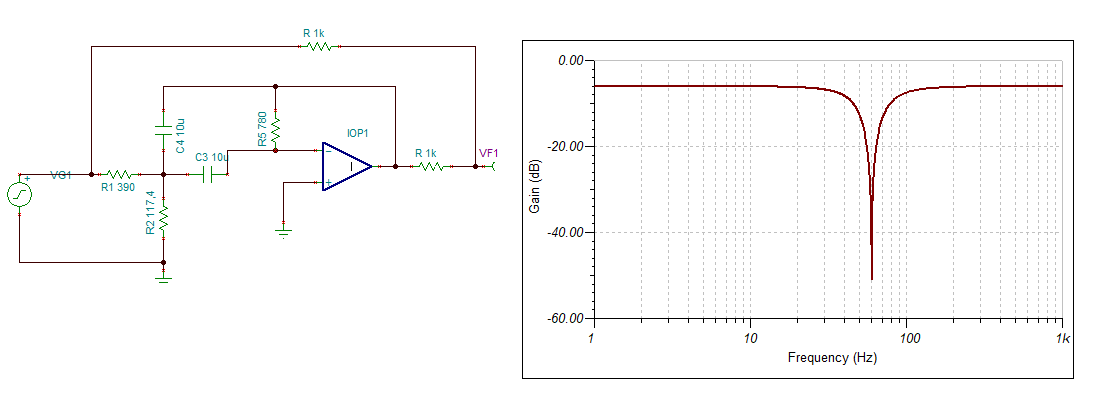 R 1k
C4 10u
R5 780
IOP1
C3 10u
R 1k
VF1
VG1
+
R1 390
R2 117,4
-
+
0.00
-20.00
-40.00
-60.00
Gain (dB)
1
10
100
1k
Frequency (Hz)